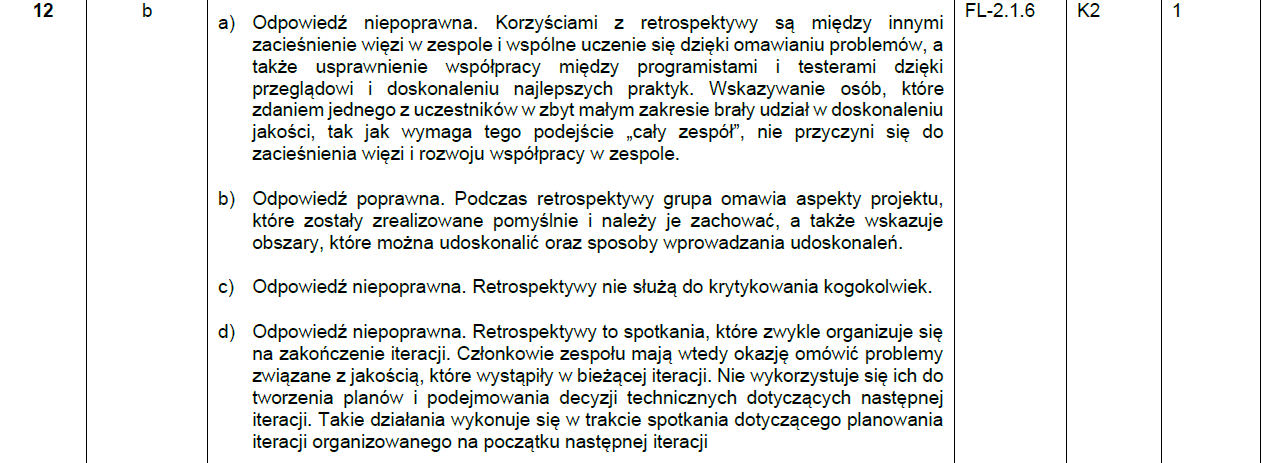 12 b a) Odpowiedź niepoprawna. Korzyściami z retrospektywy są między innymi FL-2.1.6 K2 1
zacieśnienie więzi w zespole i wspólne uczenie się dzięki omawianiu problemów, a
także usprawnienie współpracy między programistami i testerami dzięki
przeglądowi i doskonaleniu najlepszych praktyk. Wskazywanie osób, które
zdaniem jednego z uczestników w zbyt małym zakresie brały udział w doskonaleniu
jakości, tak jak wymaga tego podejście „cały zespół”, nie przyczyni się do
zacieśnienia więzi i rozwoju współpracy w zespole.
b) Odpowiedź poprawna. Podczas retrospektywy grupa omawia aspekty projektu,
które zostały zrealizowane pomyślnie i należy je zachować, a także wskazuje
obszary, które można udoskonalić oraz sposoby wprowadzania udoskonaleń.
c) Odpowiedź niepoprawna. Retrospektywy nie służą do krytykowania kogokolwiek.
d) Odpowiedź niepoprawna. Retrospektywy to spotkania, które zwykle organizuje się
na zakończenie iteracji. Członkowie zespołu mają wtedy okazję omówić problemy
związane z jakością, które wystąpiły w bieżącej iteracji. Nie wykorzystuje się ich do
tworzenia planów i podejmowania decyzji technicznych dotyczących następnej
iteracji. Takie działania wykonuje się w trakcie spotkania dotyczącego planowania
iteracji organizowanego na początku następnej iteracji